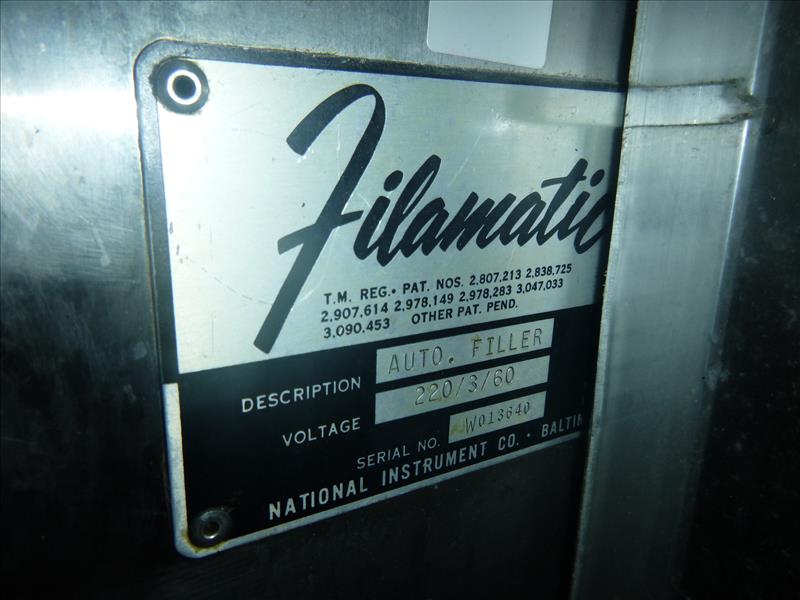 Filamatic
T.M. REG. • PAT. NOS. 2,807,213 2,838,725
2,907,614 2,978,149 2,978,283 3,047,033
3,090,453 OTHER PAT. PEND.
DESCRIPTION AUTO. FILLER
VOLTAGE 220/3/60
SERIAL NO. W013640
NATIONAL INSTRUMENT CO. • BALTI